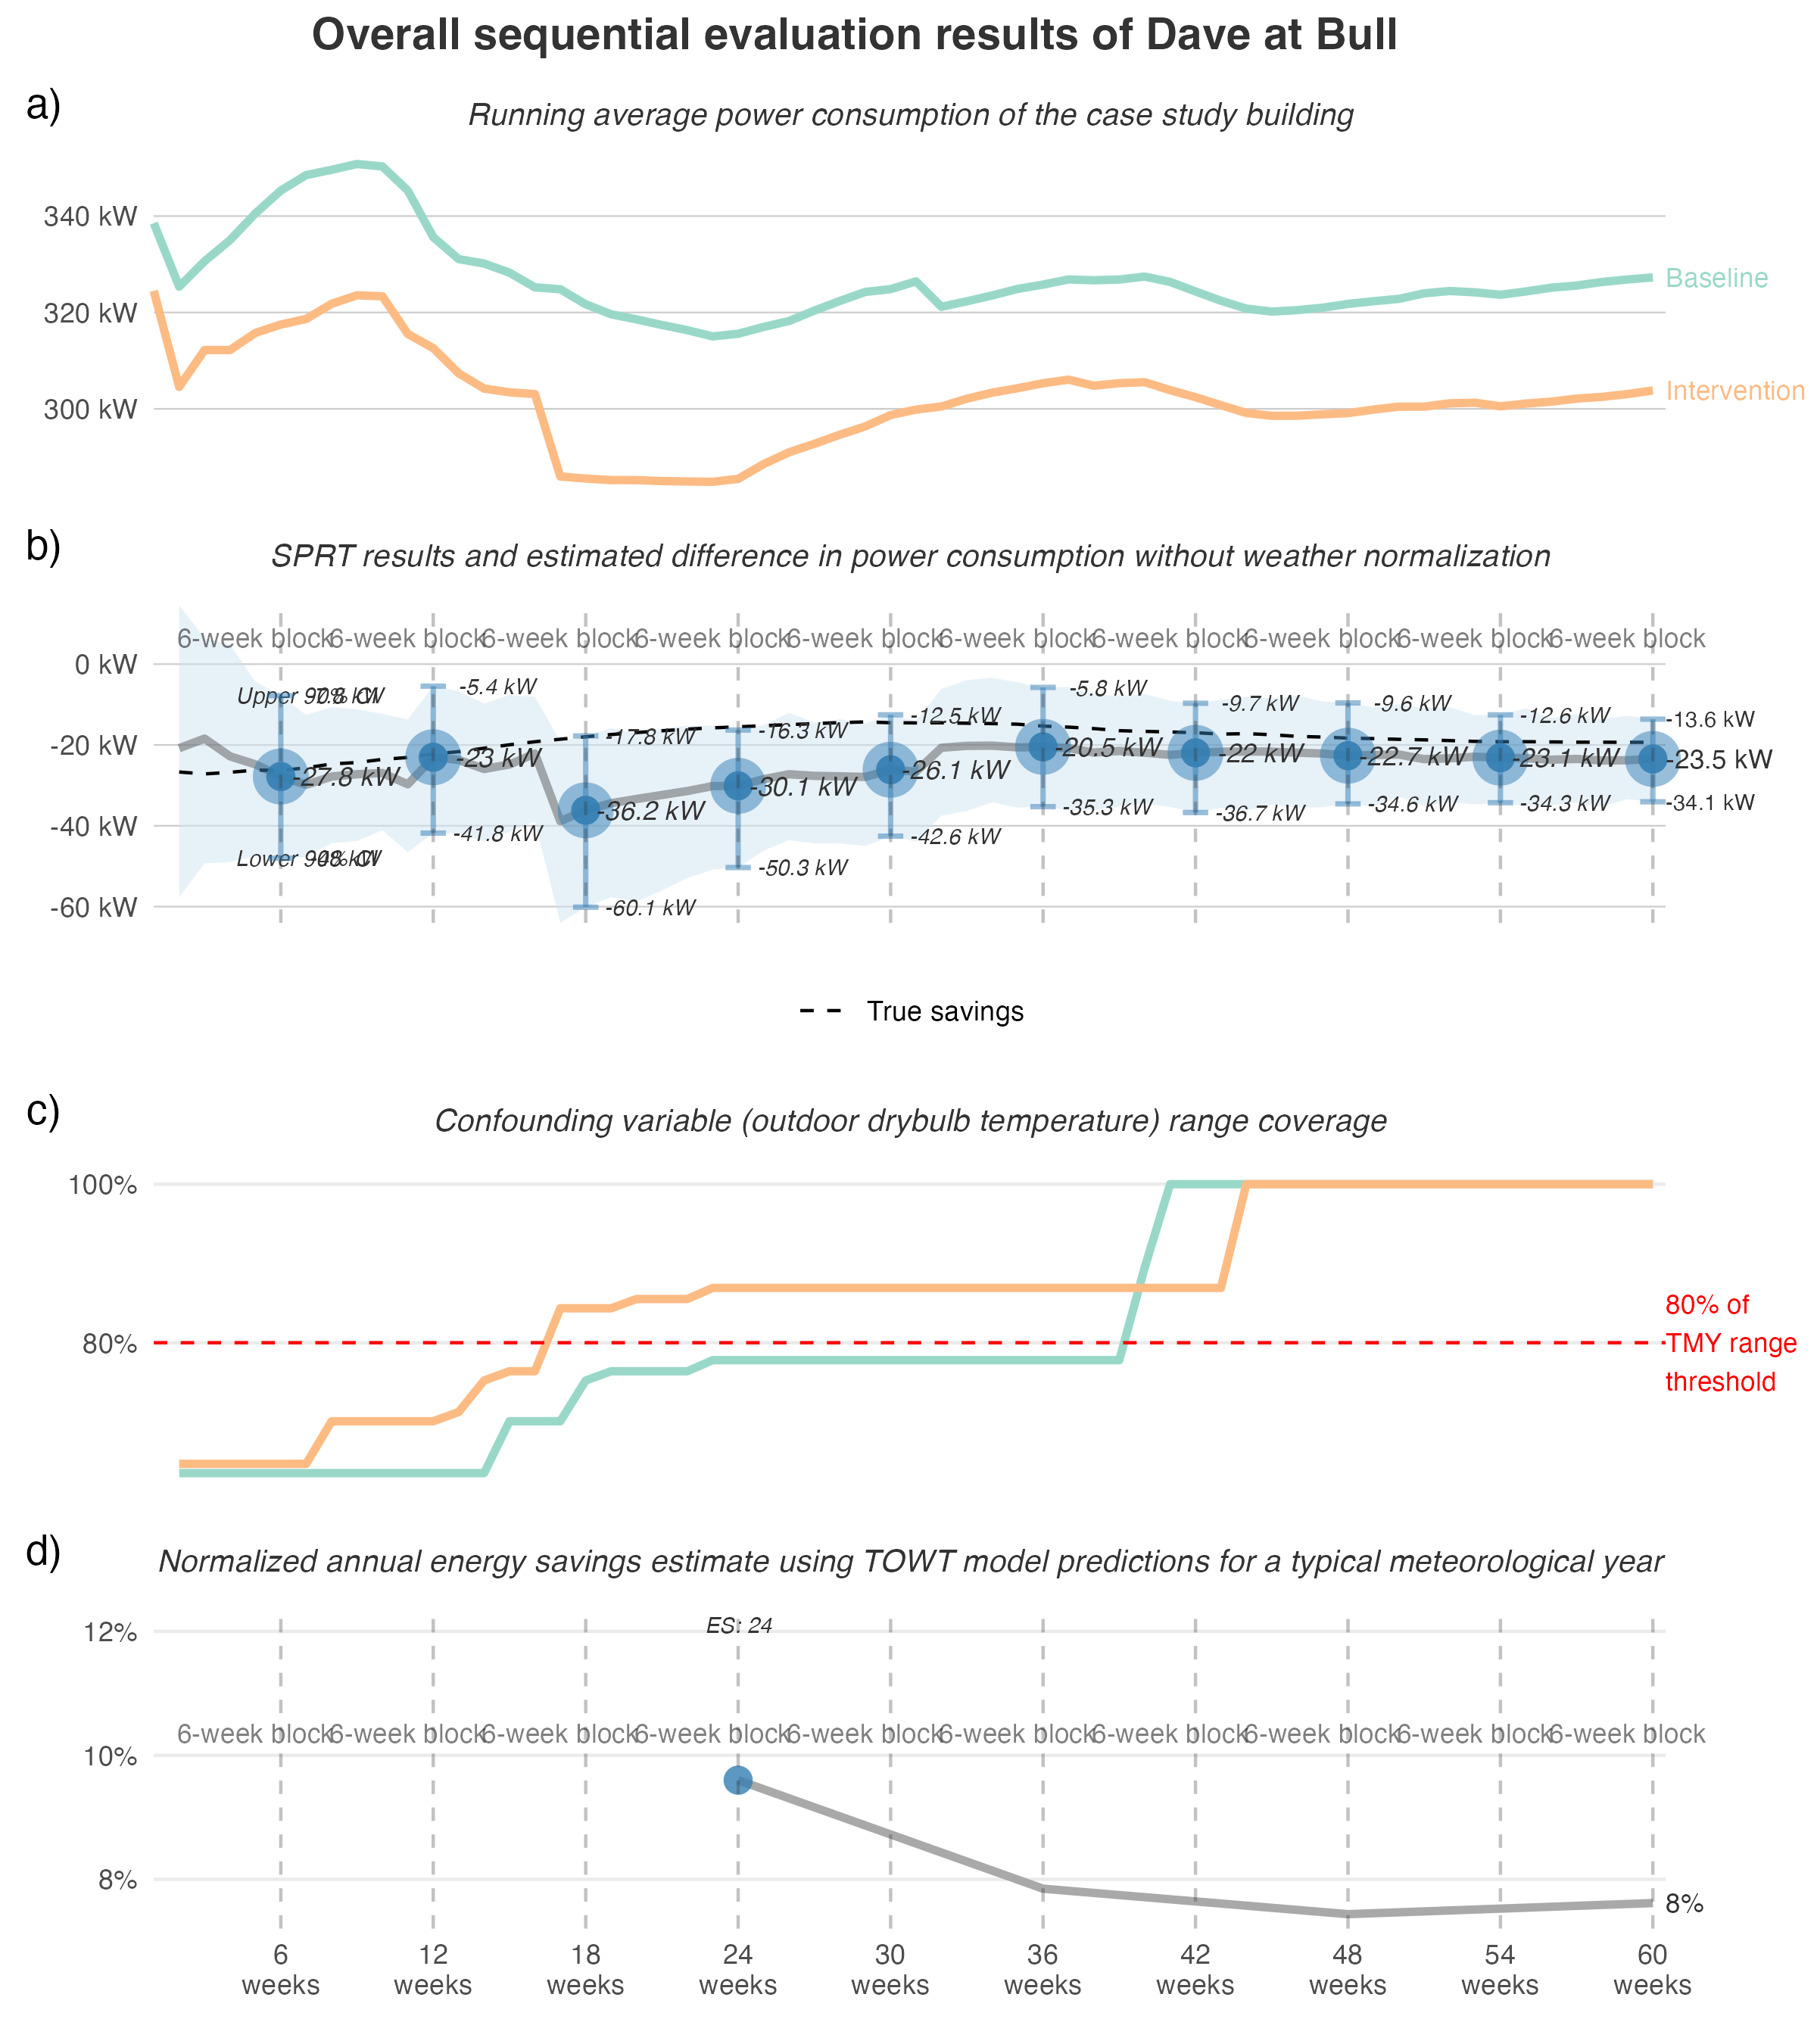 Overall sequential evaluation results of Dave at Bull
a)
Running average power consumption of the case study building
340 kW
320 kW
300 kW
Baseline
Intervention
b)
SPRT results and estimated difference in power consumption without weather normalization
6-week block 6-week block 6-week block 6-week block 6-week block 6-week block 6-week block 6-week block 6-week block 6-week block
0 kW
-20 kW
-40 kW
-60 kW
Upper 90% CI
-7.8 kW
-5.4 kW
-17.8 kW
-16.3 kW
-12.5 kW
-5.8 kW
-9.7 kW
-9.6 kW
-12.6 kW
-13.6 kW
-27.8 kW
-23 kW
-36.2 kW
-30.1 kW
-26.1 kW
-20.5 kW
-22 kW
-22.7 kW
-23.1 kW
-23.5 kW
Lower 90% CI
-48 kW
-41.8 kW
-60.1 kW
-50.3 kW
-42.6 kW
-35.3 kW
-36.7 kW
-34.6 kW
-34.3 kW
-34.1 kW
True savings
c)
Confounding variable (outdoor drybulb temperature) range coverage
100%
80%
80% of
TMY range
threshold
d)
Normalized annual energy savings estimate using TOWT model predictions for a typical meteorological year
12%
10%
8%
ES: 24
6-week block 6-week block 6-week block 6-week block 6-week block 6-week block 6-week block 6-week block 6-week block 6-week block
8%
6 12 18 24 30 36 42 48 54 60
weeks weeks weeks weeks weeks weeks weeks weeks weeks weeks